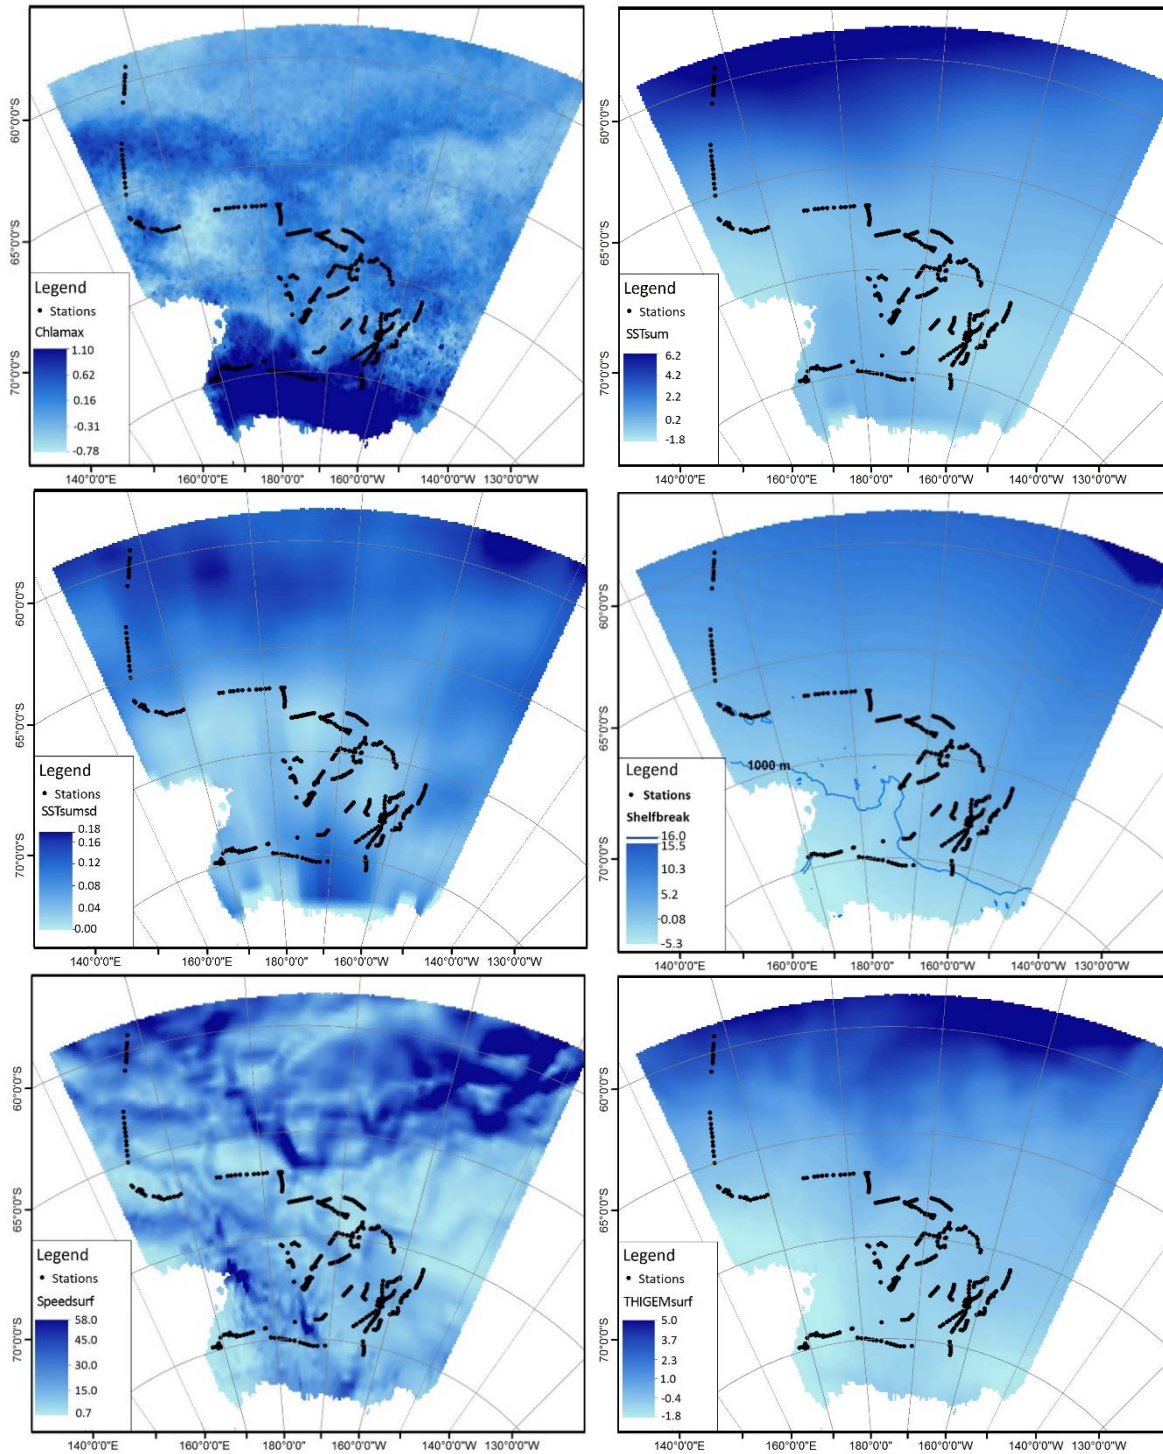 60°0'0"S
65°0'0"S
70°0'0"S
Legend
Stations
Chlamax
1.10
0.62
0.16
-0.31
-0.78
140°0'0"E
160°0'0"E
180°0'0"
160°0'0"W
140°0'0"W
130°0'0"W
60°0'0"S
65°0'0"S
70°0'0"S
Legend
Stations
SSTsum
6.2
4.2
2.2
0.2
-1.8
140°0'0"E
160°0'0"E
180°0'0"
160°0'0"W
140°0'0"W
130°0'0"W
60°0'0"S
65°0'0"S
70°0'0"S
Legend
Stations
SSTsumsd
0.18
0.16
0.12
0.08
0.04
-0.00
140°0'0"E
160°0'0"E
180°0'0"
160°0'0"W
140°0'0"W
130°0'0"W
60°0'0"S
65°0'0"S
70°0'0"S
1000 m
Legend
Stations
Shelfbreak
16.0
15.5
10.3
5.2
0.08
-5.3
140°0'0"E
160°0'0"E
180°0'0"
160°0'0"W
140°0'0"W
130°0'0"W
60°0'0"S
65°0'0"S
70°0'0"S
Legend
Stations
Speedsurf
58.0
45.0
30.0
15.0
0.7
140°0'0"E
160°0'0"E
180°0'0"
160°0'0"W
140°0'0"W
130°0'0"W
60°0'0"S
65°0'0"S
70°0'0"S
Legend
Stations
THIGEMsurf
5.0
3.7
2.3
1.0
-0.4
-1.8
140°0'0"E
160°0'0"E
180°0'0"
160°0'0"W
140°0'0"W
130°0'0"W